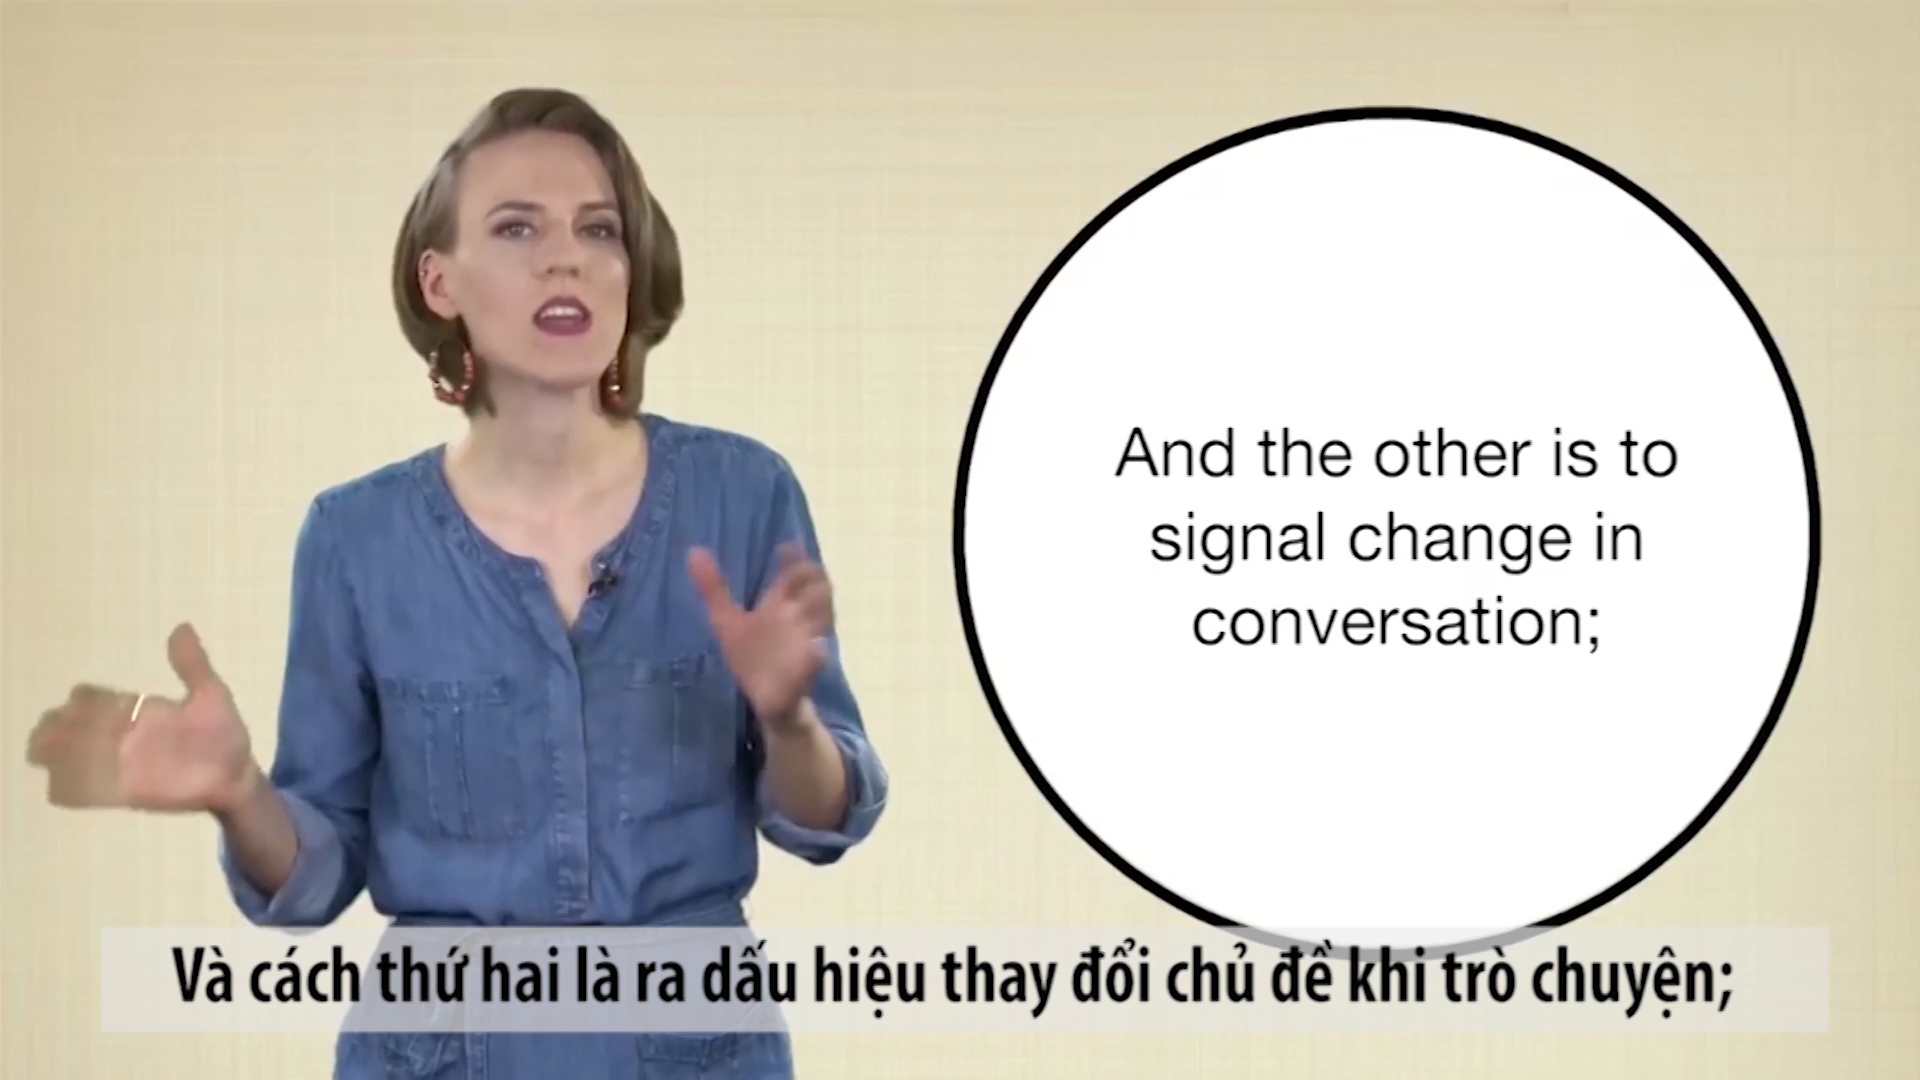 And the other is to
signal change in
conversation;
Và cách thứ hai là ra dấu hiệu thay đổi chủ đề khi trò chuyện;